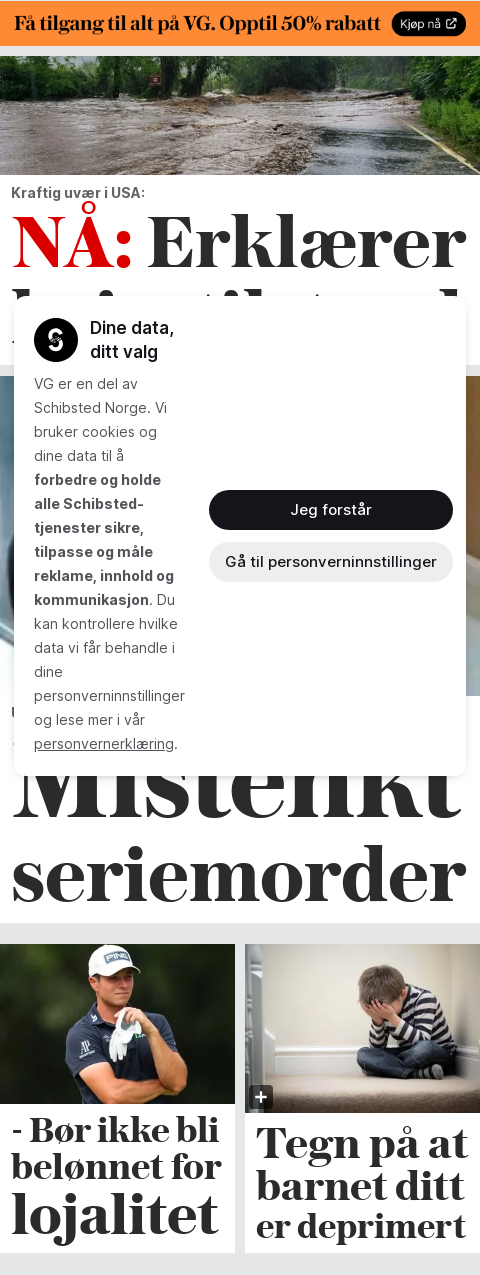 Få tilgang til alt på VG. Opptil 50% rabatt
Kjøp nå
Kraftig uvær i USA:
NÅ: Erklærer
Dine data,
ditt valg
VG er en del av
Schibsted Norge. Vi
bruker cookies og
dine data til å
forbedre og holde
alle Schibsted-
tjenester sikre,
tilpasse og måle
reklame, innhold og
kommunikasjon. Du
kan kontrollere hvilke
data vi får behandle i
dine
personverninnstillinger
og lese mer i vår
personvernerklæring.
Jeg forstår
Gå til personverninnstillinger
Mistenkt
seriemorder
PING
- Bør ikke bli
belønnet for
lojalitet
Tegn på at
barnet ditt
er deprimert